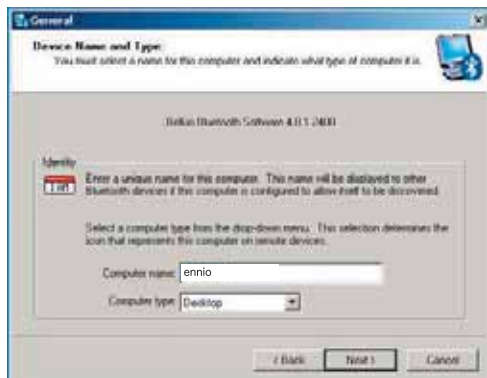 General
Device Name and Type:
You must select a name for this computer and indicate what type of computer it is.
Belkin Bluetooth Software 4.0.1.2400
Identity
Enter a unique name for this computer. This name will be displayed to other
Bluetooth devices if this computer is configured to allow itself to be discovered.
Select a computer type from the drop-down menu. This selection determines the
icon that represents this computer on remote devices.
Computer name: ennio
Computer type: Desktop
< Back Next > Cancel